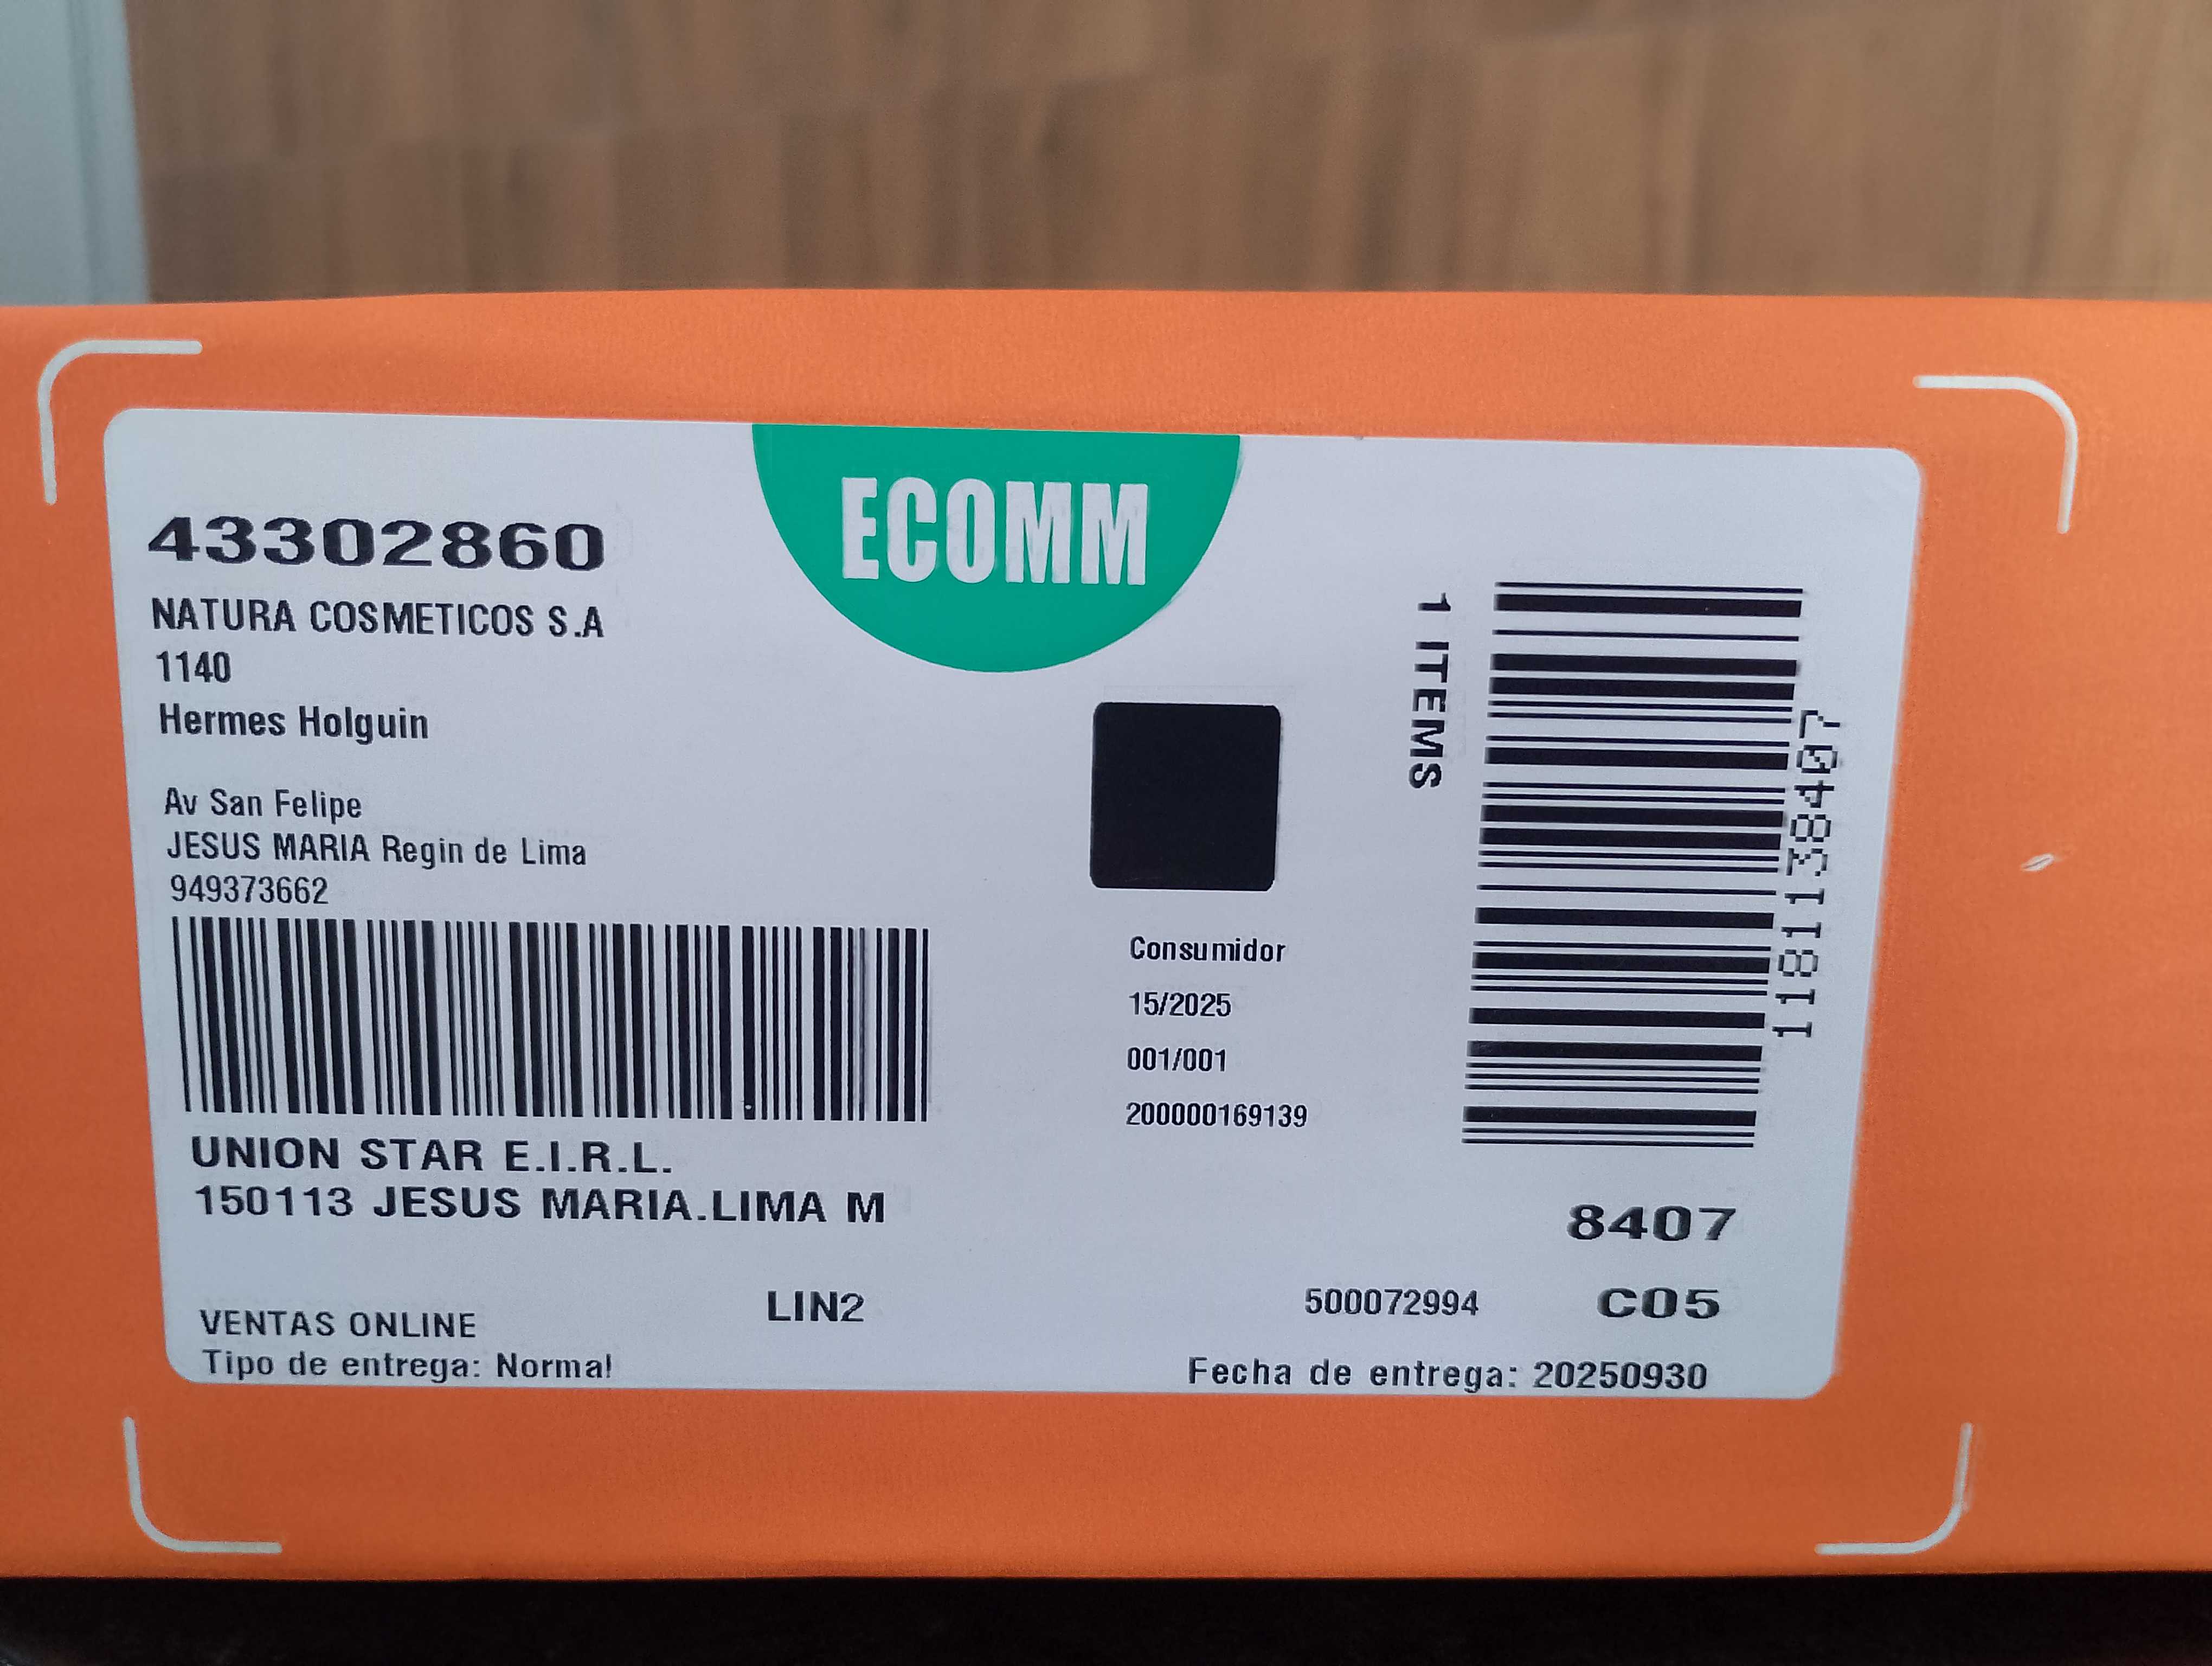 ECOMM
43302860
NATURA COSMETICOS S.A
1140
Hermes Holguin
Av San Felipe
JESUS MARIA Regin de Lima
949373662
UNION STAR E.I.R.L.
150113 JESUS MARIA.LIMA M
VENTAS ONLINE
Tipo de entrega: Normal
LIN2
Consumidor
15/2025
001/001
200000169139
1 ITEMS
1181138407
8407
500072994
C05
Fecha de entrega: 20250930